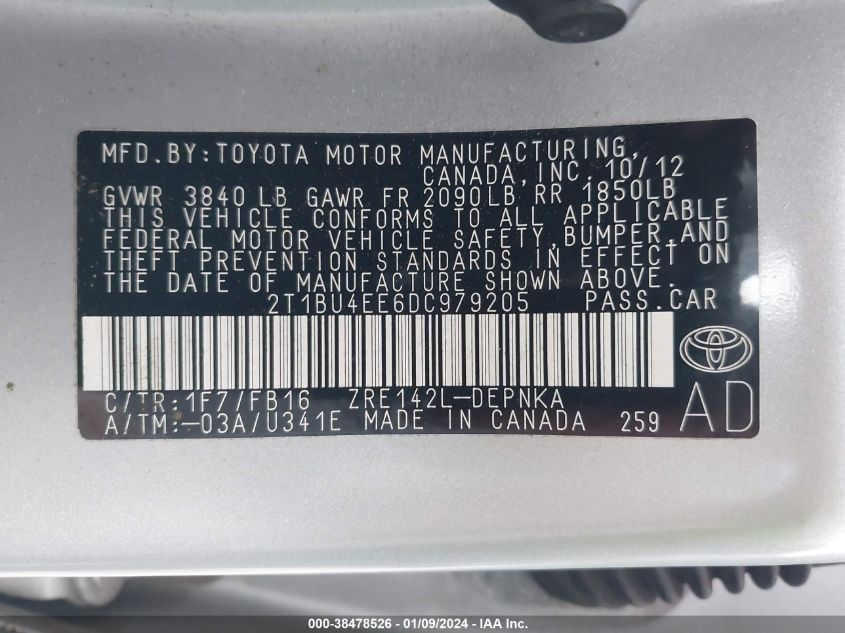 MFD.BY:TOYOTA MOTOR MANUFACTURING,
CANADA,INC. 10/12
GVWR 3840 LB GAWR FR 2090LB RR 1850LB
THIS VEHICLE CONFORMS TO ALL APPLICABLE
FEDERAL MOTOR VEHICLE SAFETY,BUMPER,AND
THEFT PREVENTION STANDARDS IN EFFECT ON
THE DATE OF MANUFACTURE SHOWN ABOVE.
2T1BU4EE6DC979205 PASS.CAR
C/TR:1F7/FB16 ZRE142L-DEPNKA
A/TM:-03A/U341E MADE IN CANADA 259 AD
000-38478526 - 01/09/2024 - IAA Inc.